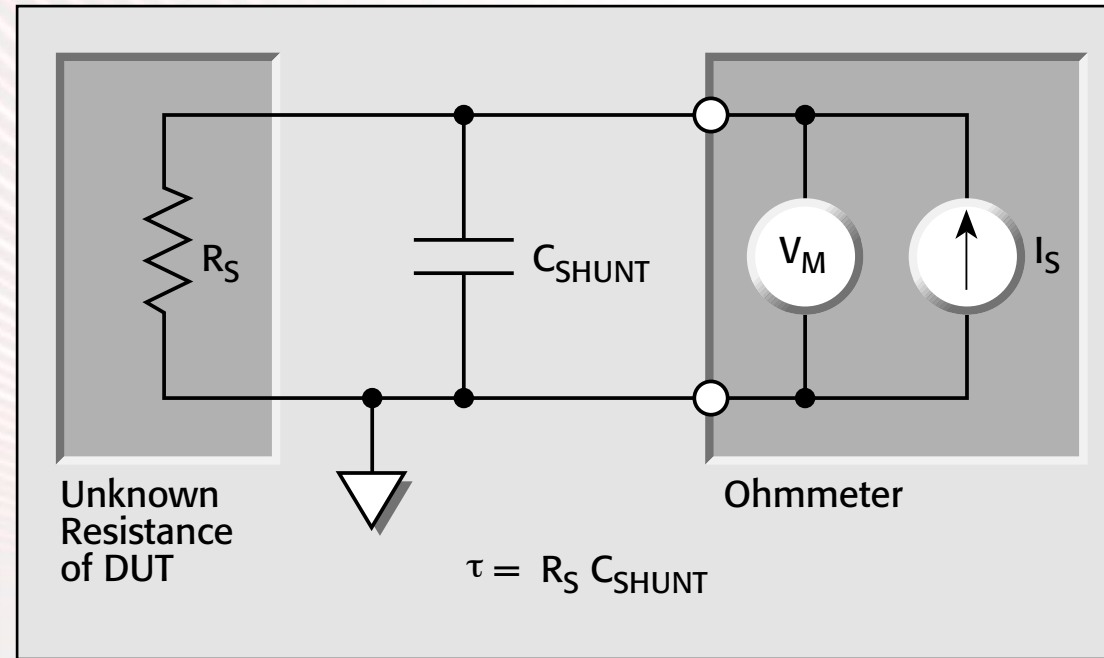 R_S
C_SHUNT
V_M
I_S
Unknown
Resistance
of DUT
Ohmmeter
τ = R_S C_SHUNT